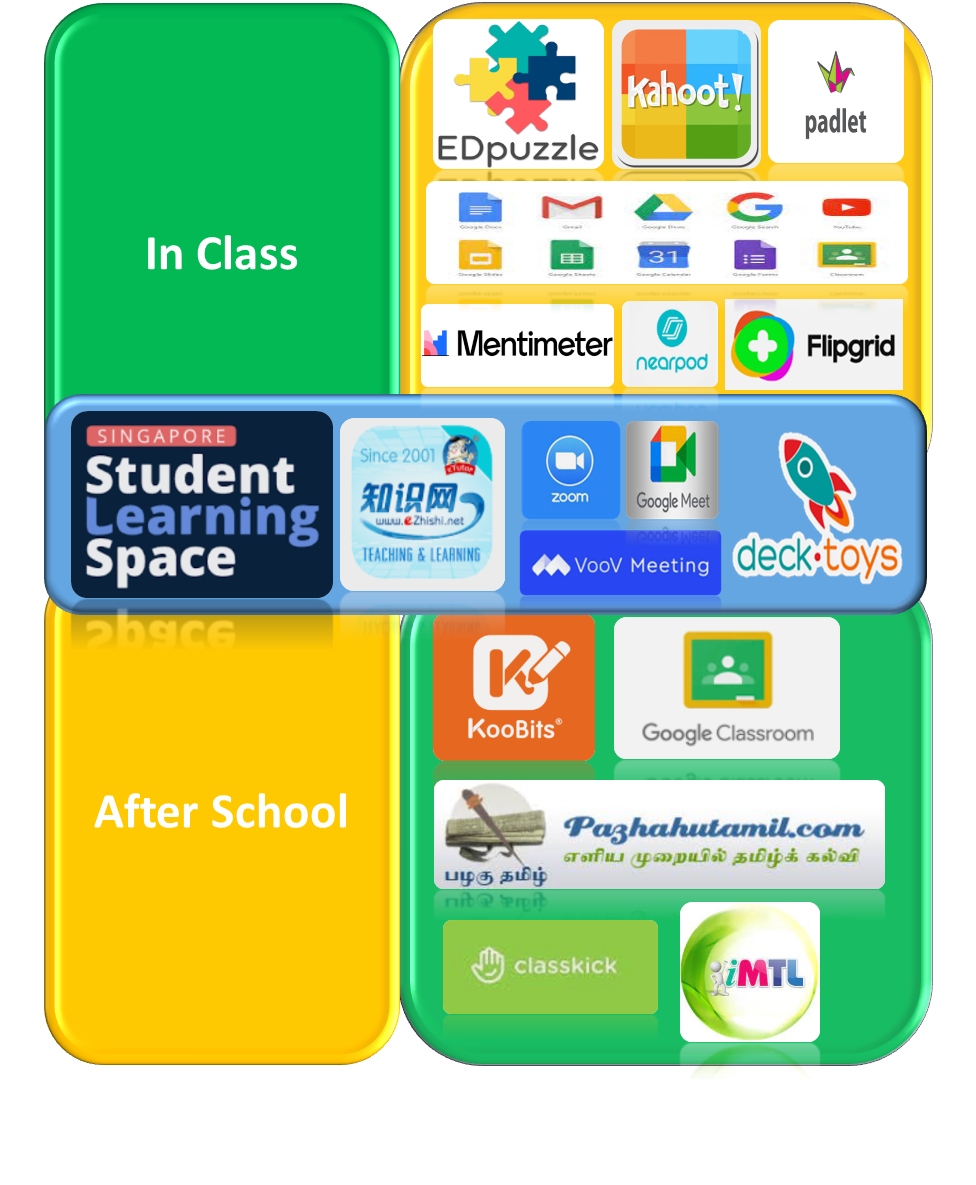 In Class
EDpuzzle
Kahoot!
padlet
Google Docs
Gmail
Google Drive
Google Search
YouTube
31
Google Slides
Google Sheets
Google Calendar
Google Forms
Classroom
Mentimeter
nearpod
Flipgrid
SINGAPORE
Student
Learning
Space
Since 2001
eTutor
知识网
www.eZhishi.net
TEACHING & LEARNING
zoom
Google Meet
VooV Meeting
deck•toys
After School
KooBits®
Google Classroom
Pazhahutamil.com
எளிய முறையில் தமிழ்க் கல்வி
பழகு தமிழ்
classkick
iMTL